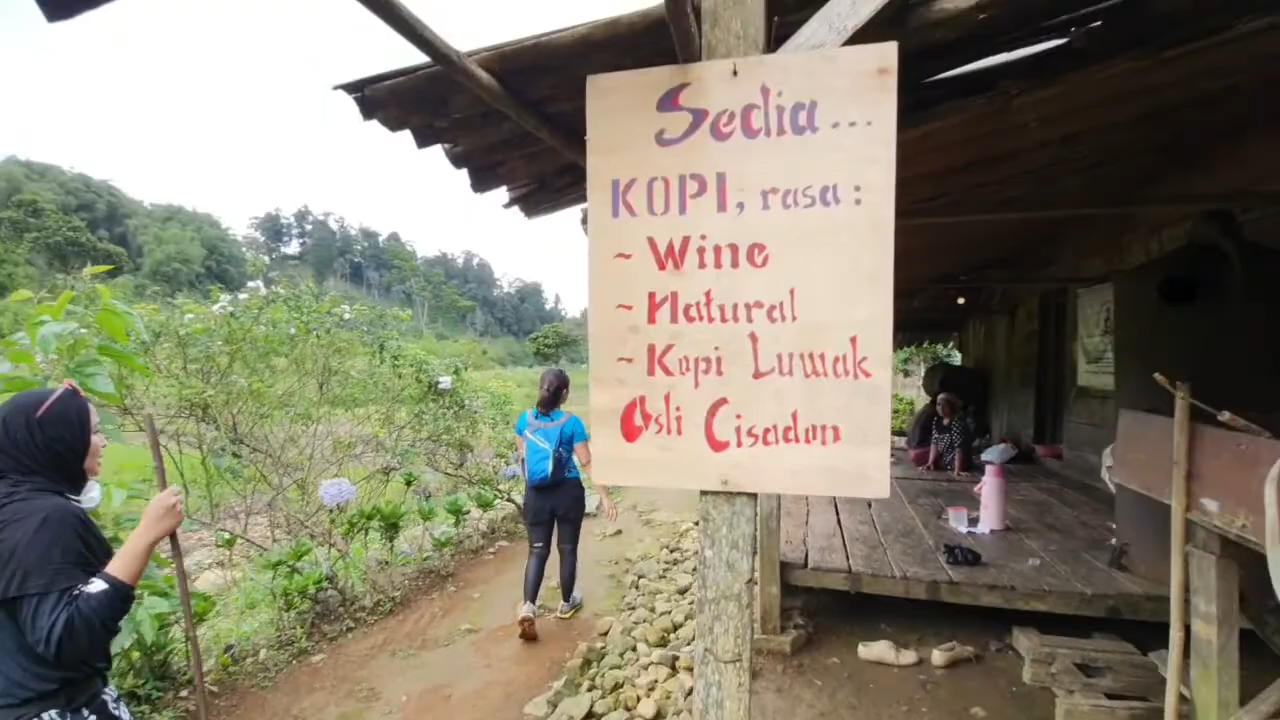 Sedia...
KOPI, rasa:
~ Wine
~ Natural
~ Kopi Luwak
Asli Cisadon